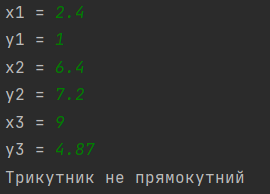 x1 = 2.4
y1 = 1
x2 = 6.4
y2 = 7.2
x3 = 9
y3 = 4.87
Трикутник не прямокутний